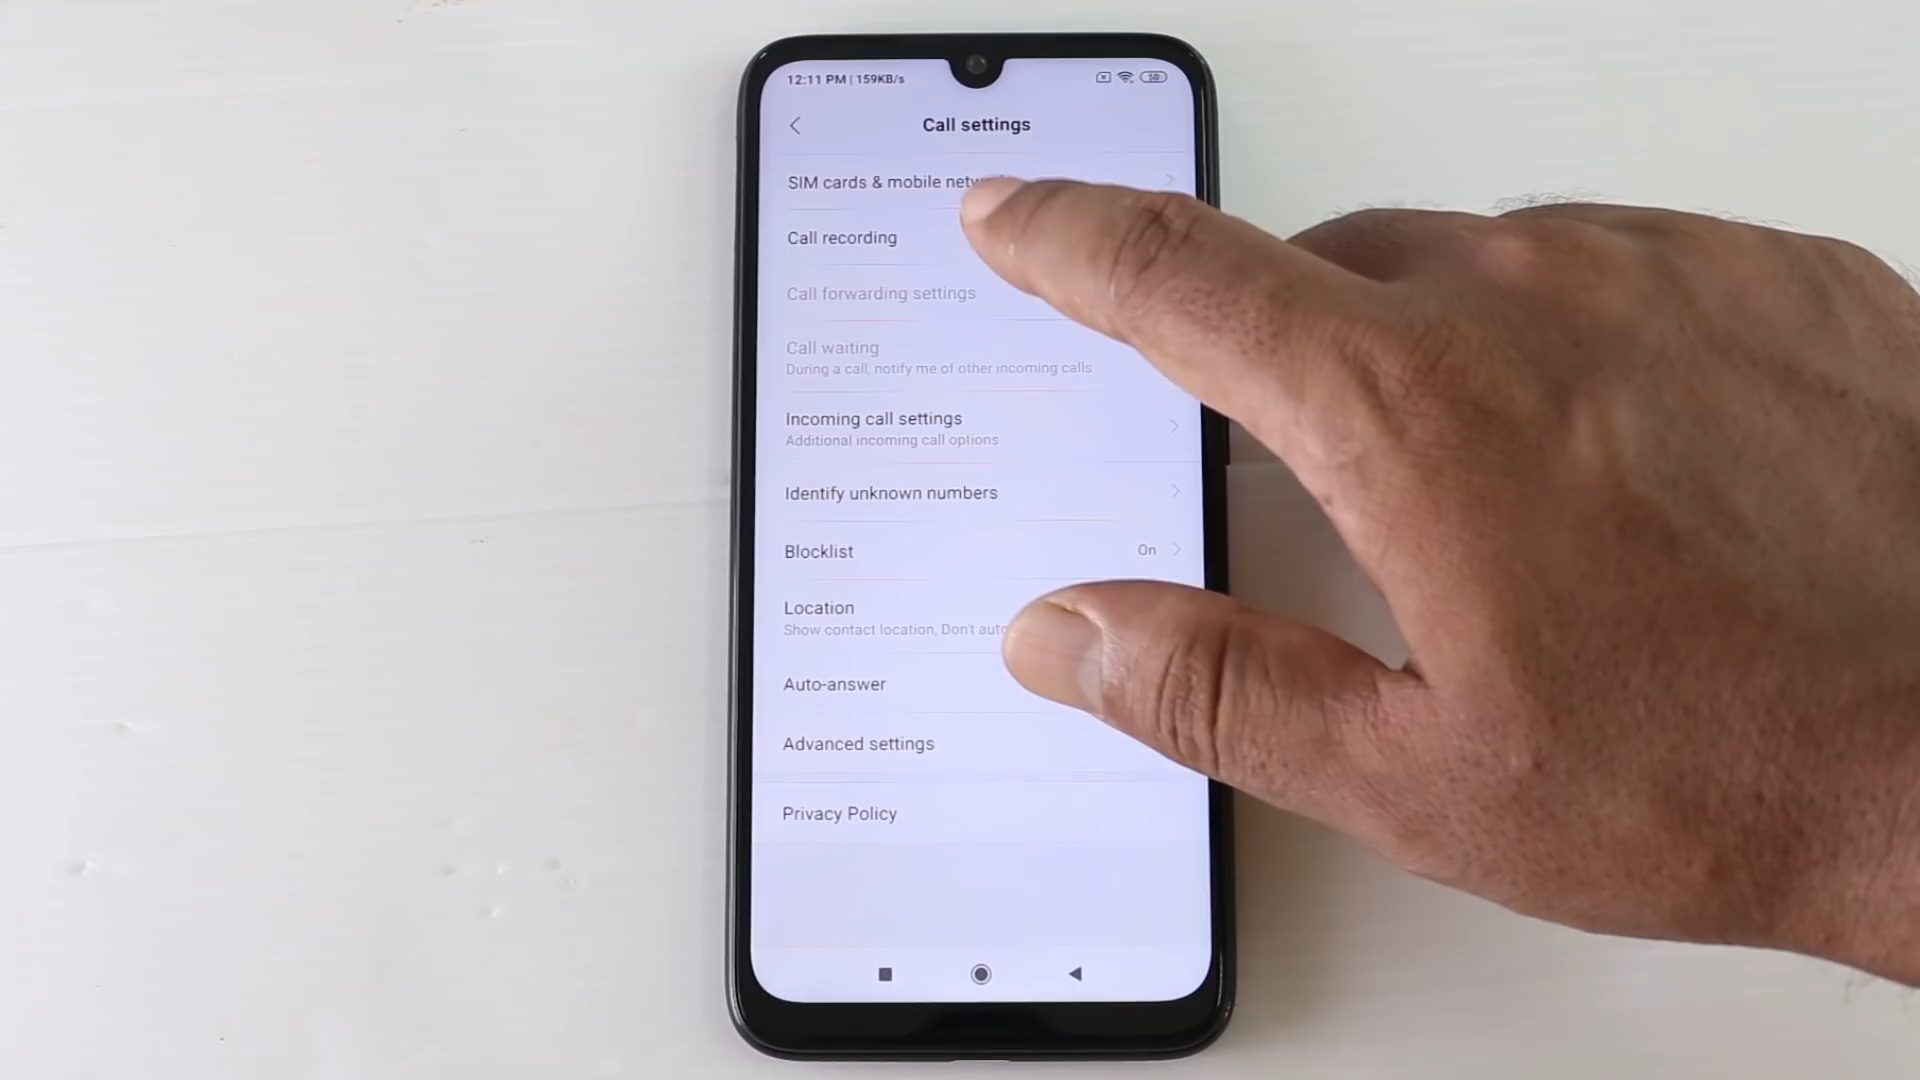 12:11 PM | 159KB/s
50
Call settings
SIM cards & mobile
Call recording
Call forwarding settings
Call waiting
During a call, notify me of other incoming calls
Incoming call settings
Additional incoming call options
Identify unknown numbers
Blocklist On
Location
Show contact location, Don't
Auto-answer
Advanced settings
Privacy Policy